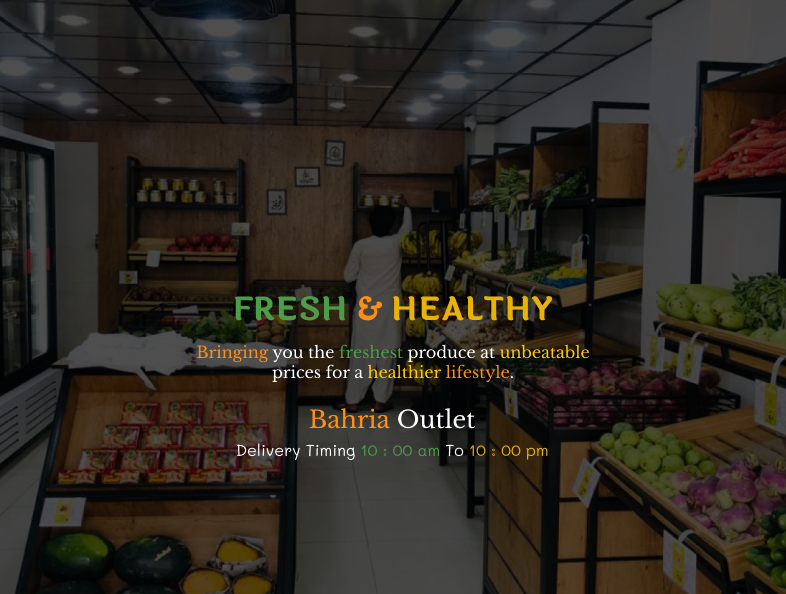 FRESH & HEALTHY
Bringing you the freshest produce at unbeatable
prices for a healthier lifestyle.
Bahria Outlet
Delivery Timing 10 : 00 am To 10 : 00 pm